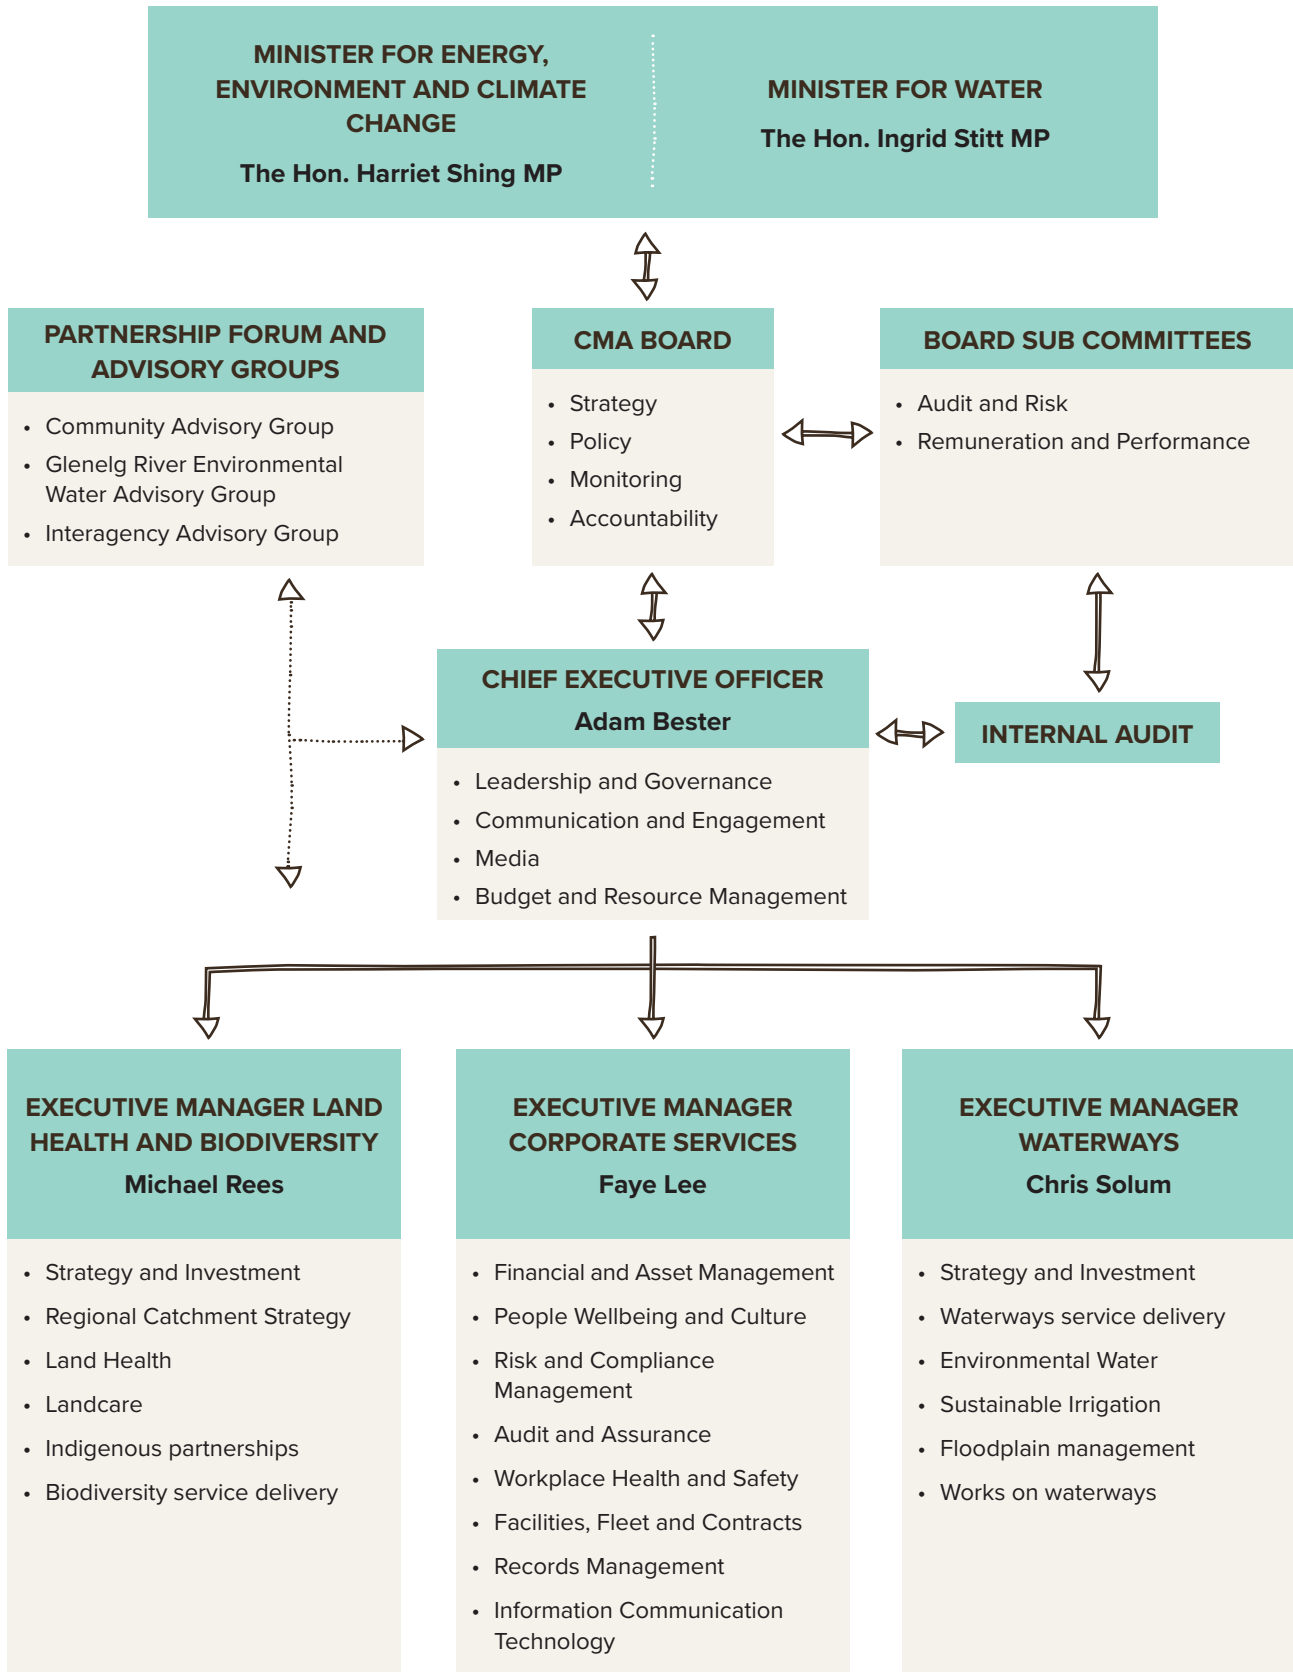 MINISTER FOR ENERGY,
ENVIRONMENT AND CLIMATE
CHANGE
The Hon. Harriet Shing MP
MINISTER FOR WATER
The Hon. Ingrid Stitt MP
PARTNERSHIP FORUM AND
ADVISORY GROUPS
• Community Advisory Group
• Glenelg River Environmental
Water Advisory Group
• Interagency Advisory Group
CMA BOARD
• Strategy
• Policy
• Monitoring
• Accountability
BOARD SUB COMMITTEES
• Audit and Risk
• Remuneration and Performance
CHIEF EXECUTIVE OFFICER
Adam Bester
• Leadership and Governance
• Communication and Engagement
• Media
• Budget and Resource Management
INTERNAL AUDIT
EXECUTIVE MANAGER LAND
HEALTH AND BIODIVERSITY
Michael Rees
• Strategy and Investment
• Regional Catchment Strategy
• Land Health
• Landcare
• Indigenous partnerships
• Biodiversity service delivery
EXECUTIVE MANAGER
CORPORATE SERVICES
Faye Lee
• Financial and Asset Management
• People Wellbeing and Culture
• Risk and Compliance
Management
• Audit and Assurance
• Workplace Health and Safety
• Facilities, Fleet and Contracts
• Records Management
• Information Communication
Technology
EXECUTIVE MANAGER
WATERWAYS
Chris Solum
• Strategy and Investment
• Waterways service delivery
• Environmental Water
• Sustainable Irrigation
• Floodplain management
• Works on waterways